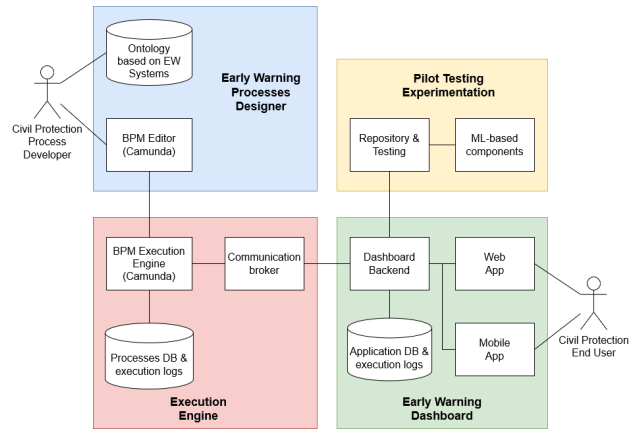 Ontology
based on EW
Systems
Early Warning
Processes
Designer
Civil Protection
Process
Developer
BPM Editor
(Camunda)
Pilot Testing
Experimentation
Repository &
Testing
ML-based
components
BPM Execution
Engine
(Camunda)
Communication
broker
Dashboard
Backend
Web
App
Processes DB &
execution logs
Application DB &
execution logs
Mobile
App
Civil Protection
End User
Execution
Engine
Early Warning
Dashboard